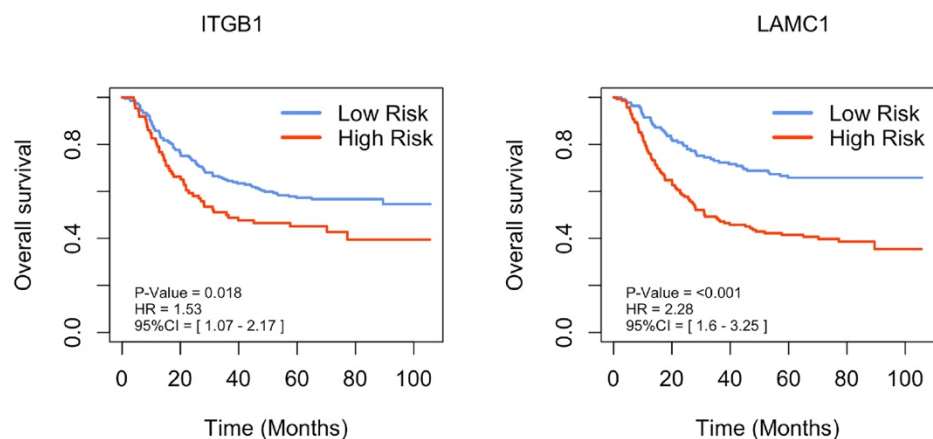 ITGB1
Overall survival
0.8
0.4
0.0
Low Risk
High Risk
P-Value = 0.018
HR = 1.53
95%CI = [ 1.07 - 2.17 ]
0 20 40 60 80 100
Time (Months)
LAMC1
Overall survival
0.8
0.4
0.0
Low Risk
High Risk
P-Value = <0.001
HR = 2.28
95%CI = [ 1.6 - 3.25 ]
0 20 40 60 80 100
Time (Months)